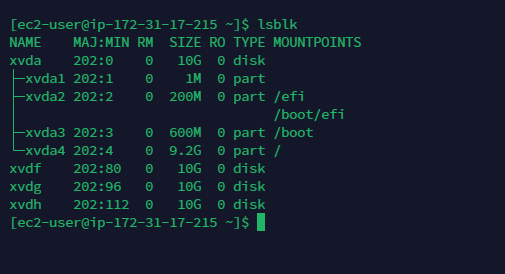 [ec2-user@ip-172-31-17-215 ~]$ lsblk
NAME    MAJ:MIN RM  SIZE RO TYPE MOUNTPOINTS
xvda    202:0    0   10G  0 disk
├─xvda1 202:1    0    1M  0 part
├─xvda2 202:2    0  200M  0 part /efi
│                                /boot/efi
├─xvda3 202:3    0  600M  0 part /boot
└─xvda4 202:4    0  9.2G  0 part /
xvdf    202:80   0   10G  0 disk
xvdg    202:96   0   10G  0 disk
xvdh    202:112  0   10G  0 disk
[ec2-user@ip-172-31-17-215 ~]$